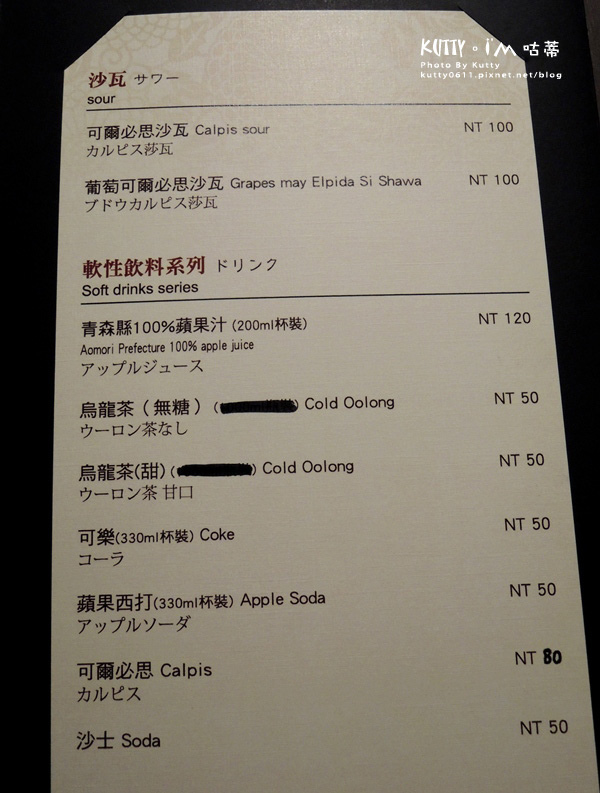 KUTTY。i'M 咕蒂
Photo By Kutty
kutty0611.pixnet.net/blog
沙瓦 サワー
sour
可爾必思沙瓦 Calpis sour NT 100
カルピス莎瓦
葡萄可爾必思沙瓦 Grapes may Elpida Si Shawa NT 100
ブドウカルピス莎瓦
軟性飲料系列 ドリンク
Soft drinks series
青森縣100%蘋果汁 (200ml杯裝) NT 120
Aomori Prefecture 100% apple juice
アップルジュース
烏龍茶（無糖）( ) Cold Oolong NT 50
ウーロン茶なし
烏龍茶(甜) ( ) Cold Oolong NT 50
ウーロン茶 甘口
可樂(330ml杯裝) Coke NT 50
コーラ
蘋果西打(330ml杯裝) Apple Soda NT 50
アップルソーダ
可爾必思 Calpis NT 80
カルピス
沙士 Soda NT 50